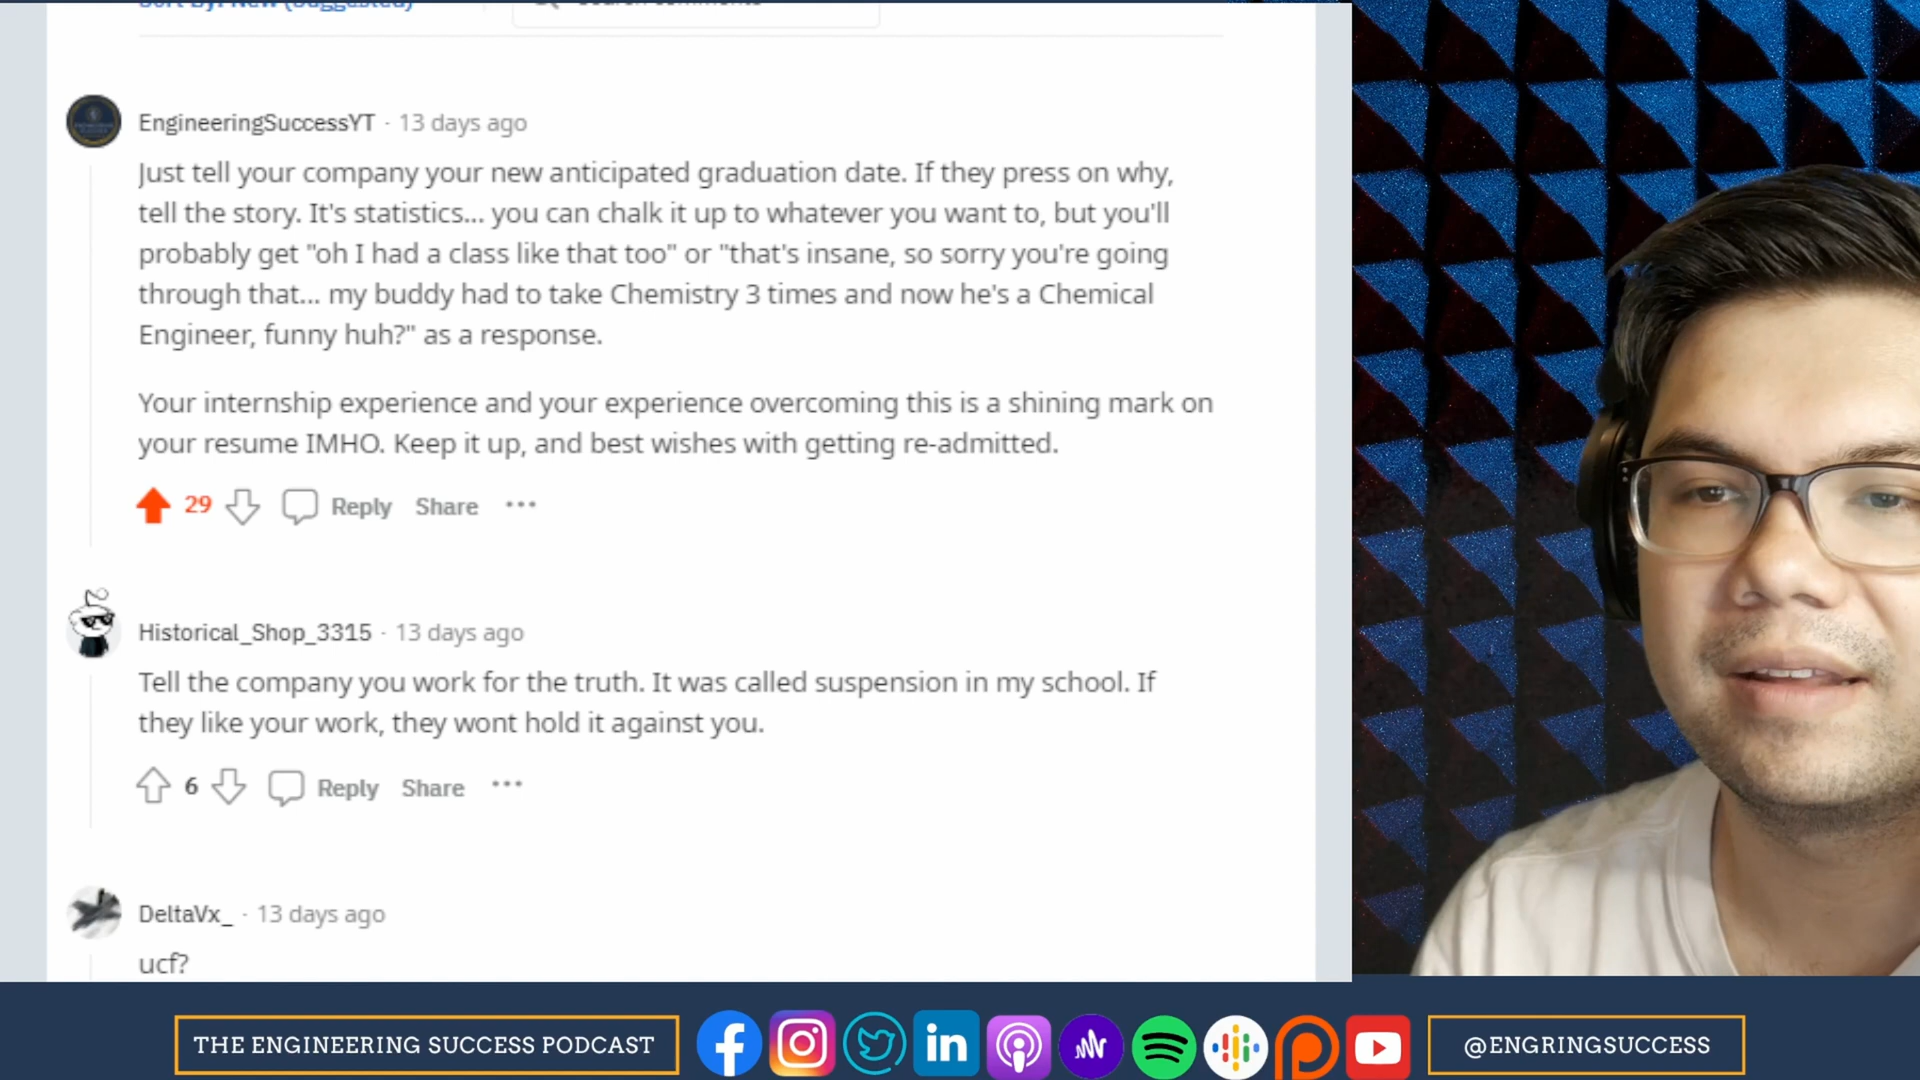 Sort By: New (Suggested)
Search comments
EngineeringSuccessYT · 13 days ago
Just tell your company your new anticipated graduation date. If they press on why,
tell the story. It's statistics... you can chalk it up to whatever you want to, but you'll
probably get "oh I had a class like that too" or "that's insane, so sorry you're going
through that... my buddy had to take Chemistry 3 times and now he's a Chemical
Engineer, funny huh?" as a response.
Your internship experience and your experience overcoming this is a shining mark on
your resume IMHO. Keep it up, and best wishes with getting re-admitted.
29 Reply Share ...
Historical_Shop_3315 · 13 days ago
Tell the company you work for the truth. It was called suspension in my school. If
they like your work, they wont hold it against you.
6 Reply Share ...
DeltaVx_ · 13 days ago
ucf?
THE ENGINEERING SUCCESS PODCAST
in
@ENGRINGSUCCESS